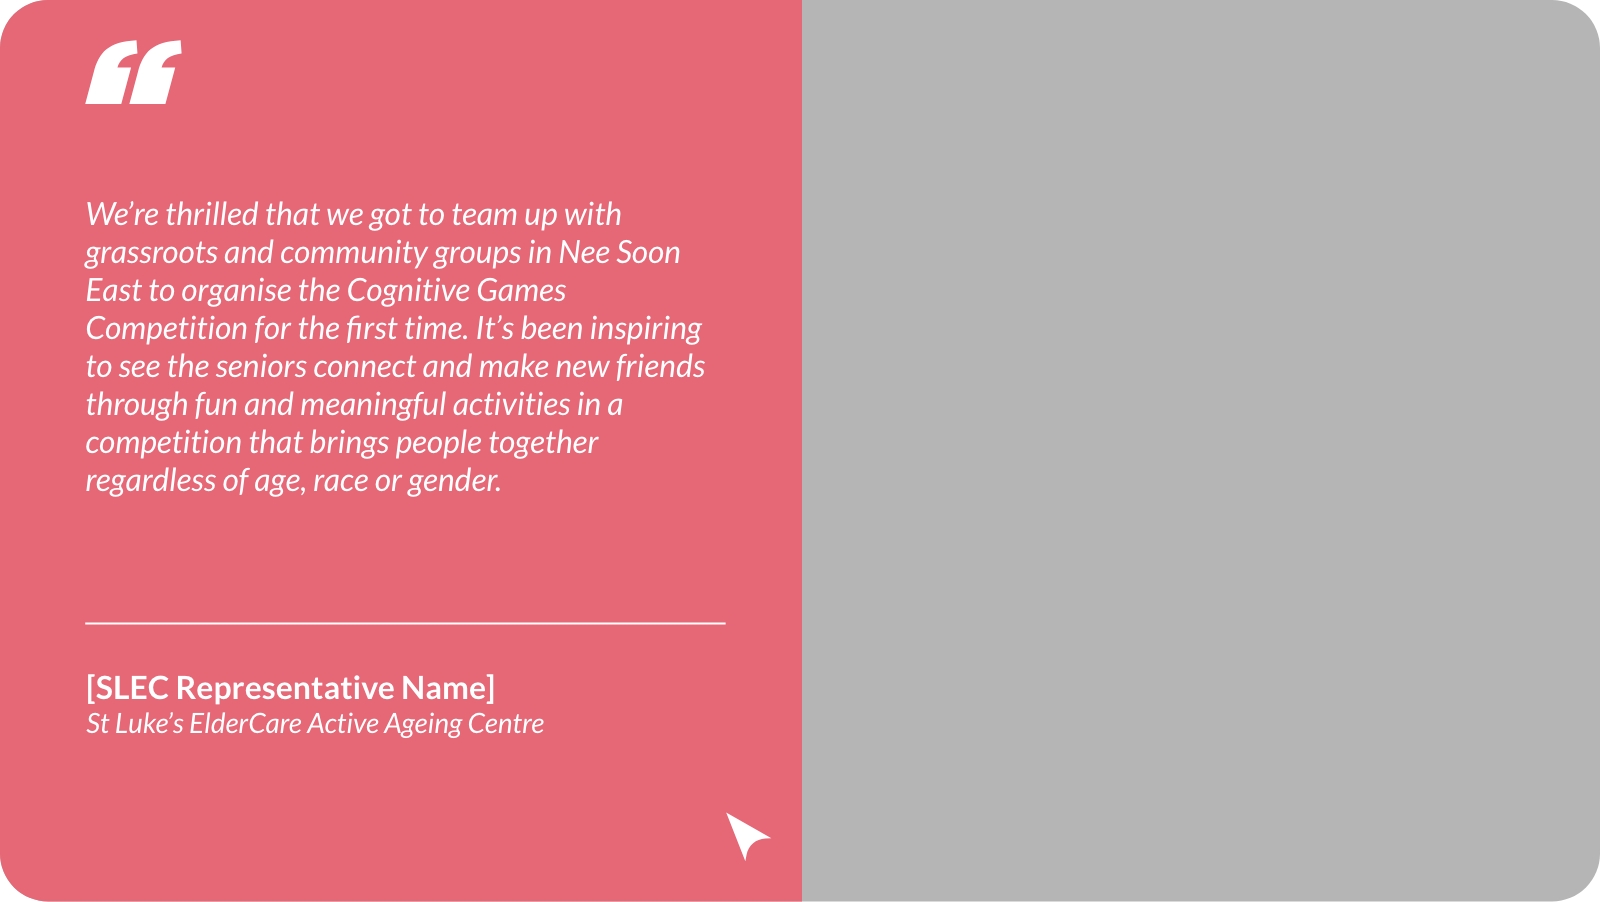 “
We’re thrilled that we got to team up with
grassroots and community groups in Nee Soon
East to organise the Cognitive Games
Competition for the first time. It’s been inspiring
to see the seniors connect and make new friends
through fun and meaningful activities in a
competition that brings people together
regardless of age, race or gender.
[SLEC Representative Name]
St Luke’s ElderCare Active Ageing Centre